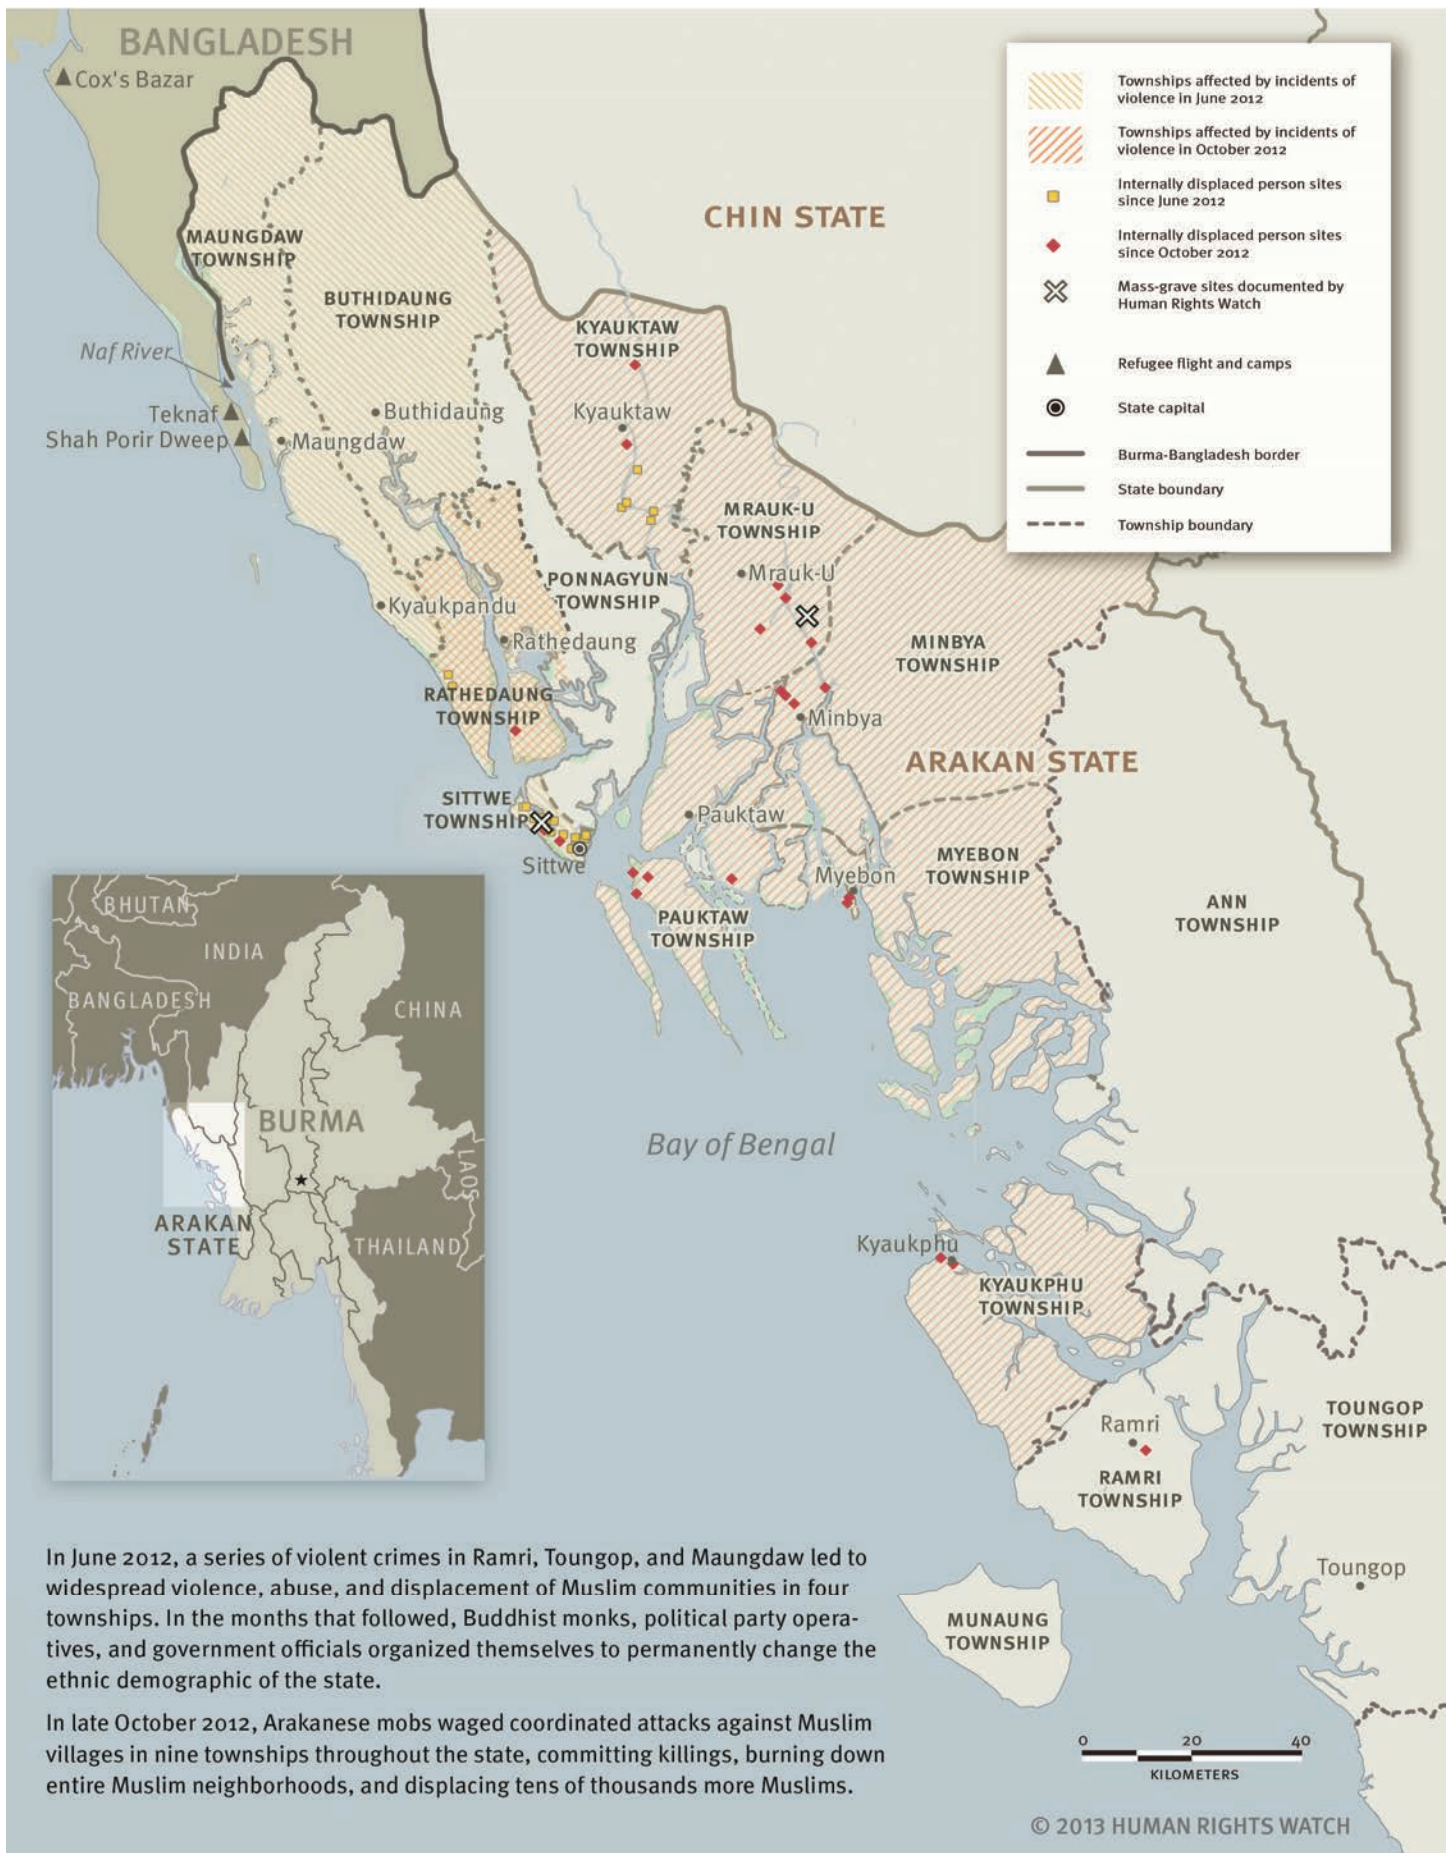 BANGLADESH
Cox's Bazar
Townships affected by incidents of
violence in June 2012
Townships affected by incidents of
violence in October 2012
Internally displaced person sites
since June 2012
Internally displaced person sites
since October 2012
Mass-grave sites documented by
Human Rights Watch
Refugee flight and camps
State capital
Burma-Bangladesh border
State boundary
Township boundary
CHIN STATE
MAUNGDAW
TOWNSHIP
BUTHIDAUNG
TOWNSHIP
KYAUKTAW
TOWNSHIP
Naf River
Teknaf
Shah Porir Dweep
Buthidaung
Maungdaw
Kyauktaw
MRAUK-U
TOWNSHIP
Mrauk-U
PONNAGYUN
TOWNSHIP
Kyaukpandu
Rathedaung
MINBYA
TOWNSHIP
RATHEDAUNG
TOWNSHIP
Minbya
ARAKAN STATE
SITTWE
TOWNSHIP
Sittwe
Pauktaw
MYEBON
TOWNSHIP
Myebon
PAUKTAW
TOWNSHIP
ANN
TOWNSHIP
BHUTAN
INDIA
BANGLADESH
CHINA
BURMA
LAOS
ARAKAN
STATE
THAILAND
Bay of Bengal
Kyaukphu
KYAUKPHU
TOWNSHIP
TOUNGOP
TOWNSHIP
Ramri
RAMRI
TOWNSHIP
Toungop
MUNAUNG
TOWNSHIP
In June 2012, a series of violent crimes in Ramri, Toungop, and Maungdaw led to
widespread violence, abuse, and displacement of Muslim communities in four
townships. In the months that followed, Buddhist monks, political party opera-
tives, and government officials organized themselves to permanently change the
ethnic demographic of the state.
In late October 2012, Arakanese mobs waged coordinated attacks against Muslim
villages in nine townships throughout the state, committing killings, burning down
entire Muslim neighborhoods, and displacing tens of thousands more Muslims.
0 20 40
KILOMETERS
© 2013 HUMAN RIGHTS WATCH